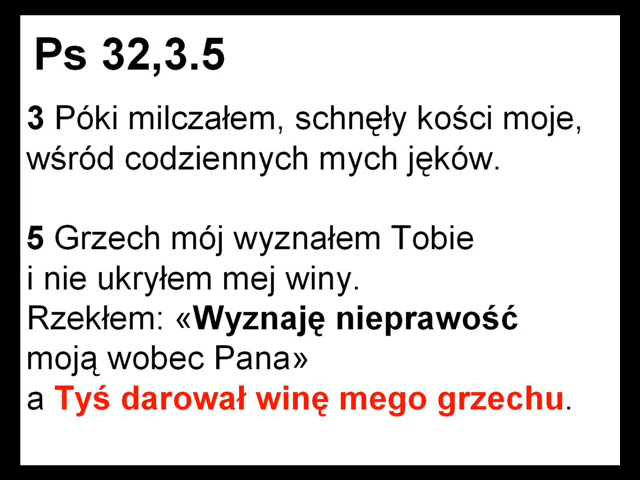 Ps 32,3.5
3 Póki milczałem, schnęły kości moje,
wśród codziennych mych jęków.
5 Grzech mój wyznałem Tobie
i nie ukryłem mej winy.
Rzekłem: «Wyznaję nieprawość
moją wobec Pana»
a Tyś darował winę mego grzechu.